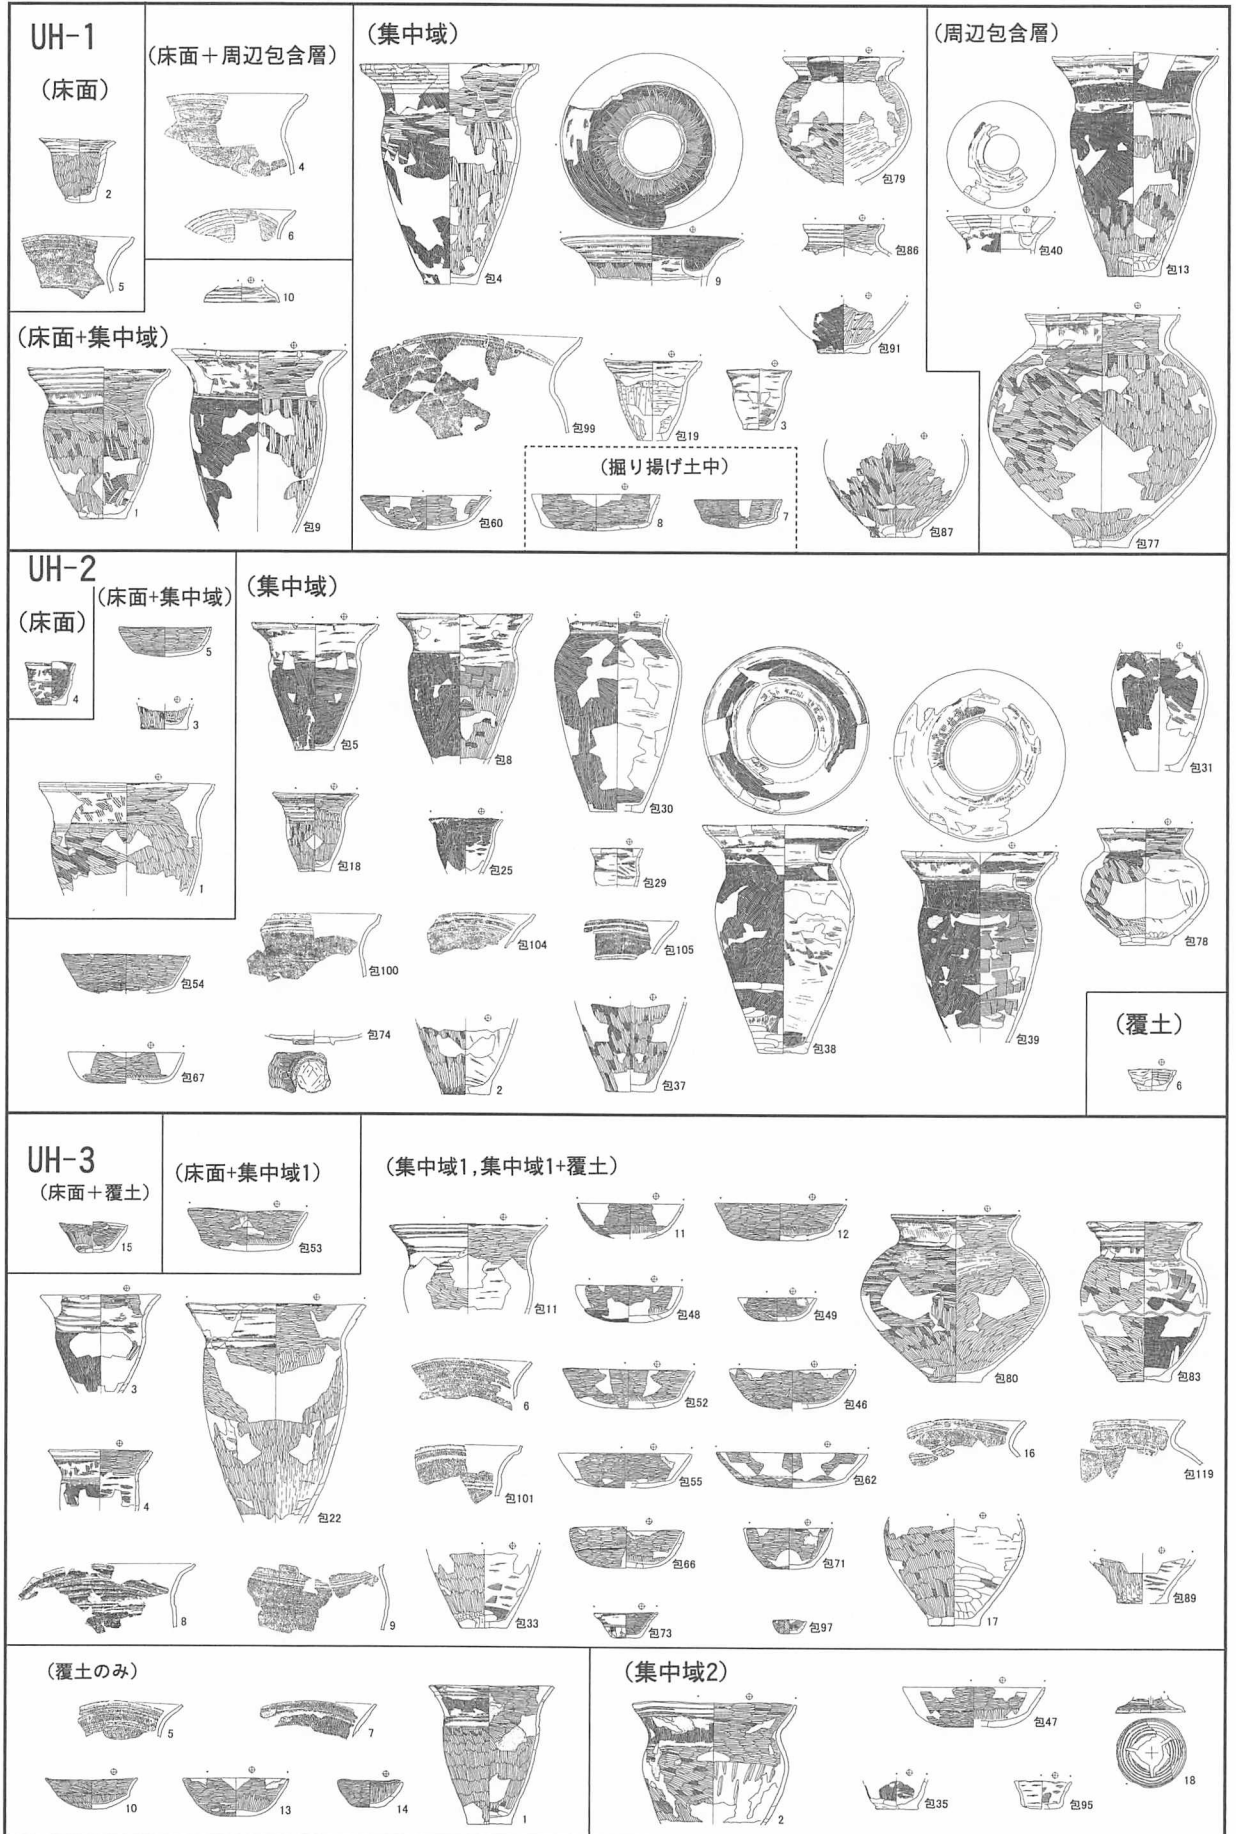 UH-1
(床面)
2
5
(床面＋周辺包含層)
4
6
10
(床面+集中域)
1
包9
(集中域)
包4
9
包79
包86
包91
包99
包19
3
包60
(掘り揚げ土中)
8
7
包87
(周辺包含層)
包40
包13
包77
UH-2
(床面)
4
(床面+集中域)
5
3
1
(集中域)
包5
包8
包30
包31
包18
包25
包29
包38
包39
包78
包100
包104
包105
包54
包74
包67
2
包37
(覆土)
6
UH-3
(床面＋覆土)
15
(床面+集中域1)
包53
(集中域1,集中域1+覆土)
包11
11
12
包80
包83
包48
包49
3
包22
6
包52
包46
16
包119
4
包101
包55
包62
8
9
包33
包66
包71
17
包89
包73
包97
(覆土のみ)
5
7
1
10
13
14
(集中域2)
2
包47
18
包35
包95